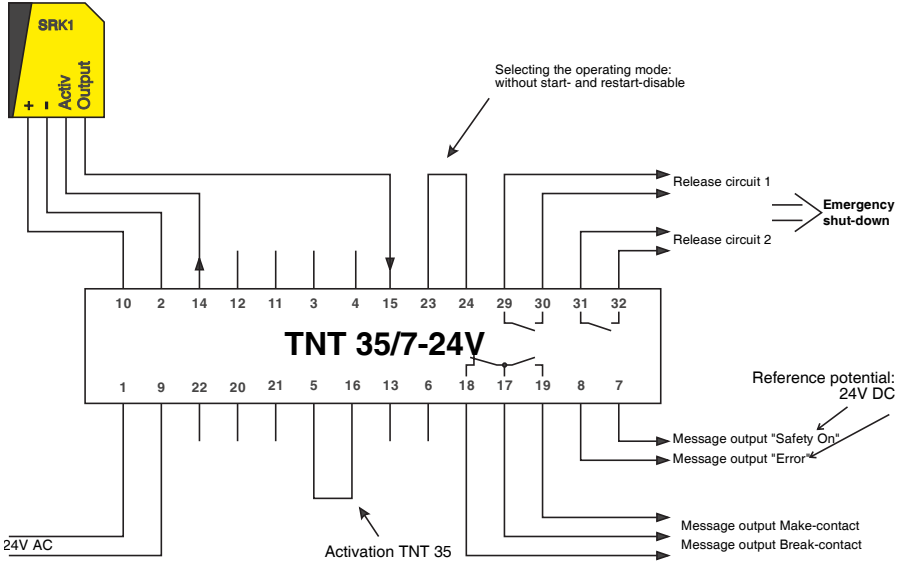 SRK1
+
-
Activ
Output
Selecting the operating mode:
without start- and restart-disable
Release circuit 1
Release circuit 2
Emergency
shut-down
10 2 14 12 11 3 4 15 23 24 29 30 31 32
TNT 35/7-24V
1 9 22 20 21 5 16 13 6 18 17 19 8 7
Reference potential:
24V DC
Message output "Safety On"
Message output "Error"
Message output Make-contact
Message output Break-contact
24V AC
Activation TNT 35